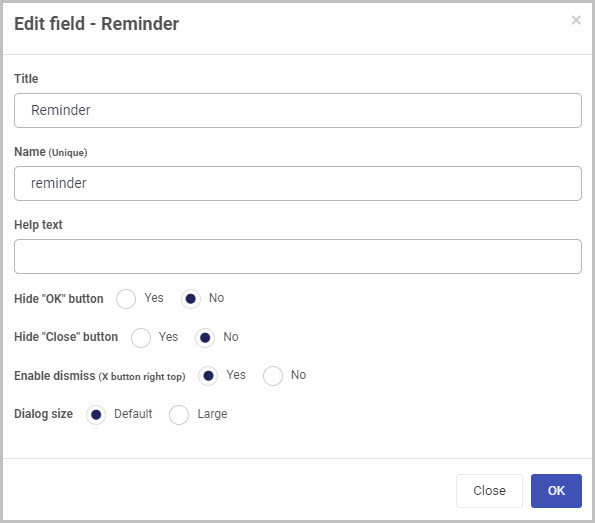 Edit field - Reminder ×
Title
Reminder
Name (Unique)
reminder
Help text
Hide "OK" button Yes No
Hide "Close" button Yes No
Enable dismiss (X button right top) Yes No
Dialog size Default Large
Close OK